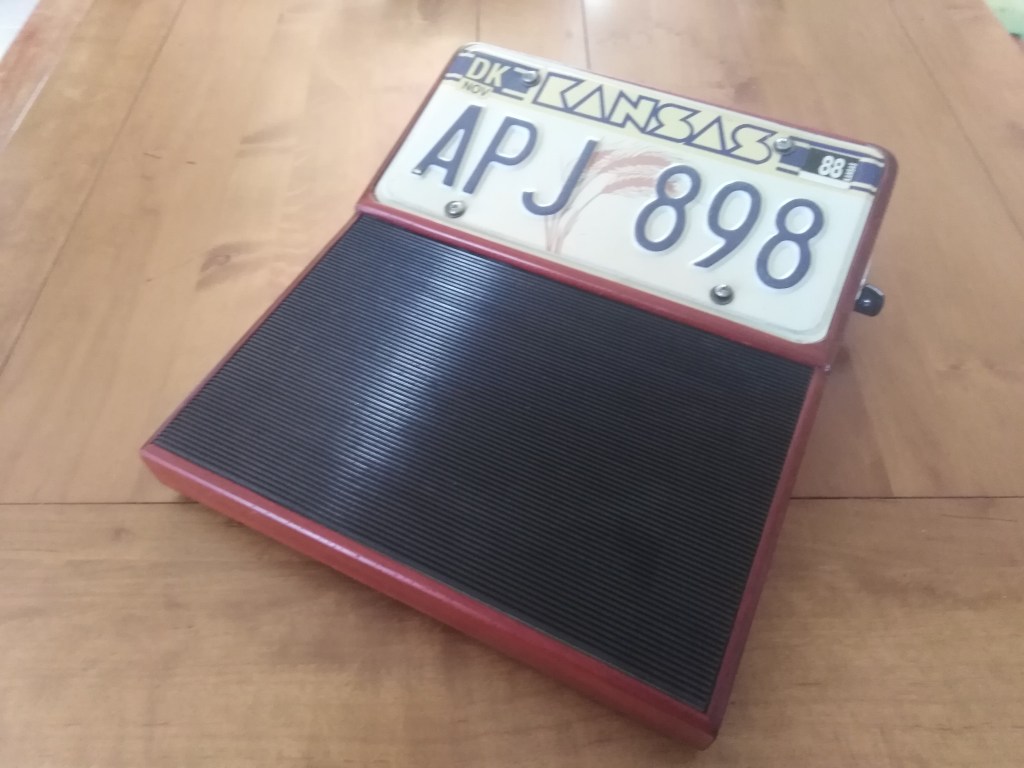 DK KANSAS
NOV
88
APJ 898